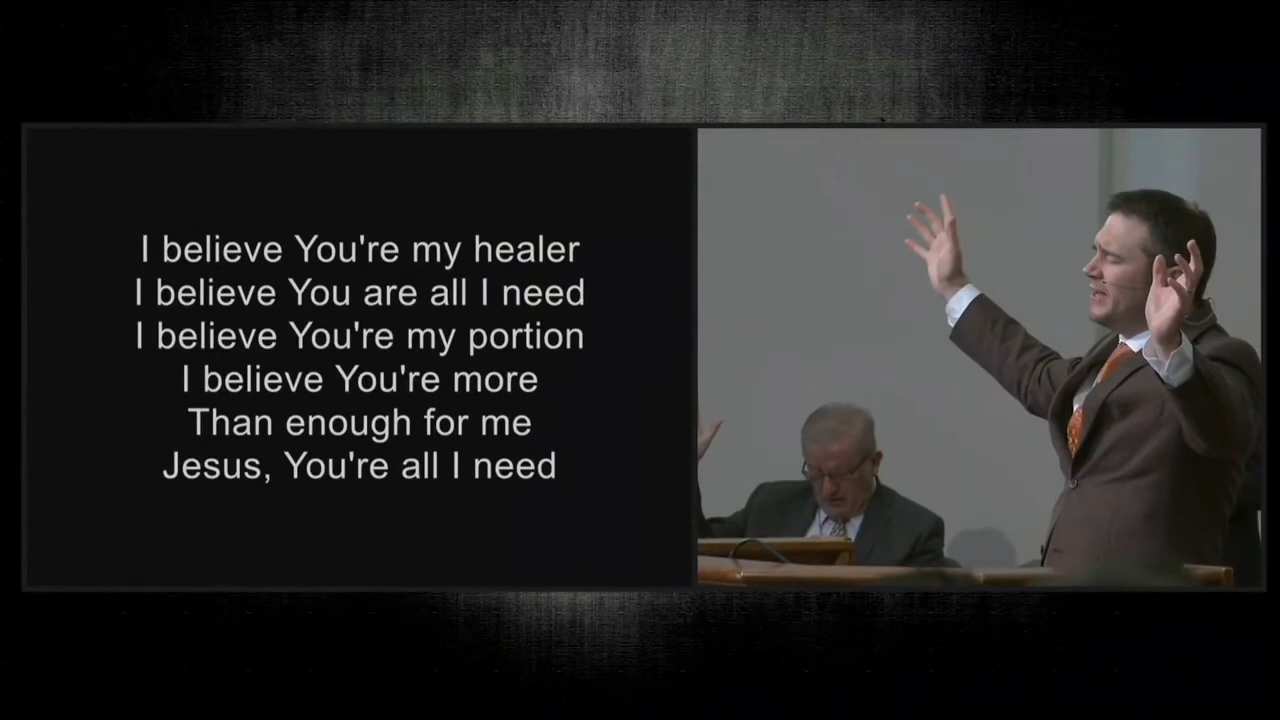 I believe You're my healer
I believe You are all I need
I believe You're my portion
I believe You're more
Than enough for me
Jesus, You're all I need